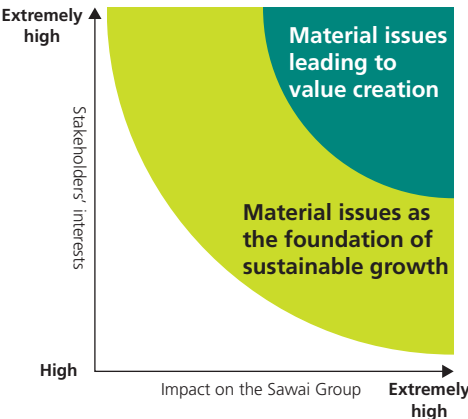 Extremely
high
Material issues
leading to
value creation
Stakeholders' interests
Material issues as
the foundation of
sustainable growth
High
Impact on the Sawai Group
Extremely
high